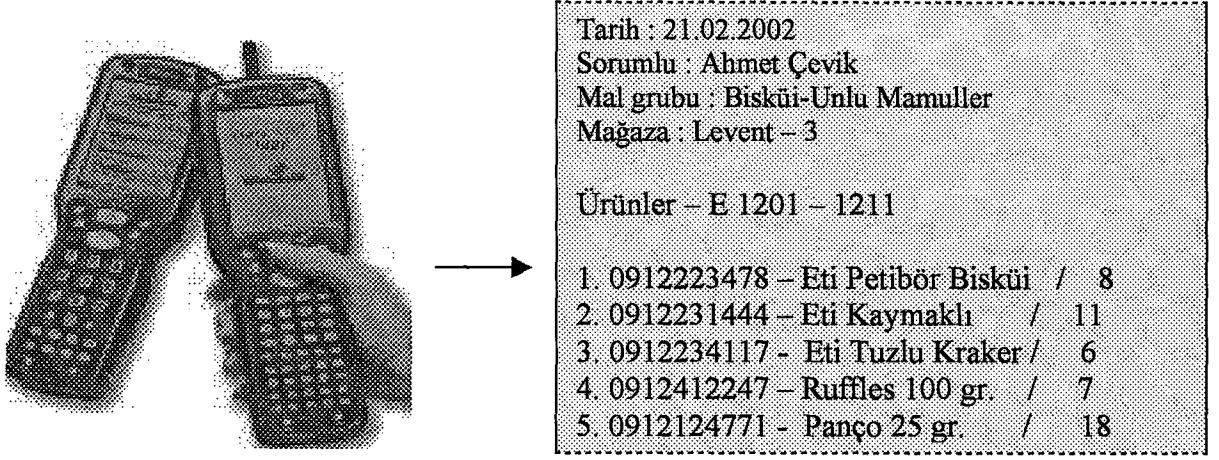 Tarih : 21.02.2002
Sorumlu : Ahmet Çevik
Mal grubu : Bisküi-Unlu Mamuller
Mağaza : Levent – 3
Ürünler – E 1201 – 1211
1. 0912223478 – Eti Petibör Bisküi / 8
2. 0912231444 – Eti Kaymaklı / 11
3. 0912234117 - Eti Tuzlu Kraker / 6
4. 0912412247 – Ruffles 100 gr. / 7
5. 0912124771 - Panço 25 gr. / 18